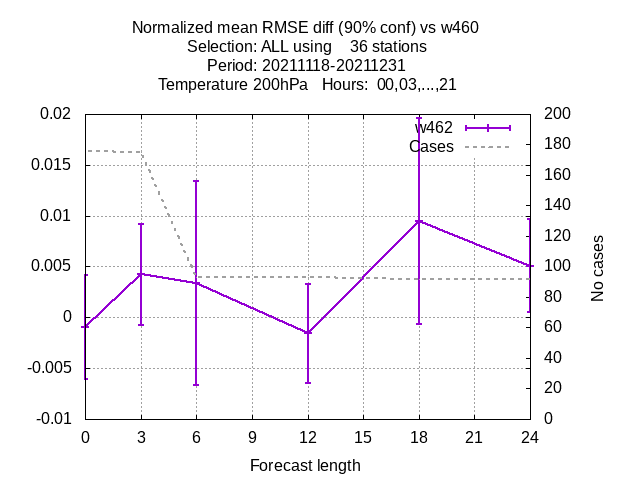 Normalized mean RMSE diff (90% conf) vs w460
Selection: ALL using    36 stations
Period: 20211118-20211231
Temperature 200hPa   Hours:  00,03,...,21
w462
Cases
0.02
0.015
0.01
0.005
0
-0.005
-0.01
200
180
160
140
120
100
80
60
40
20
0
No cases
0 3 6 9 12 15 18 21 24
Forecast length